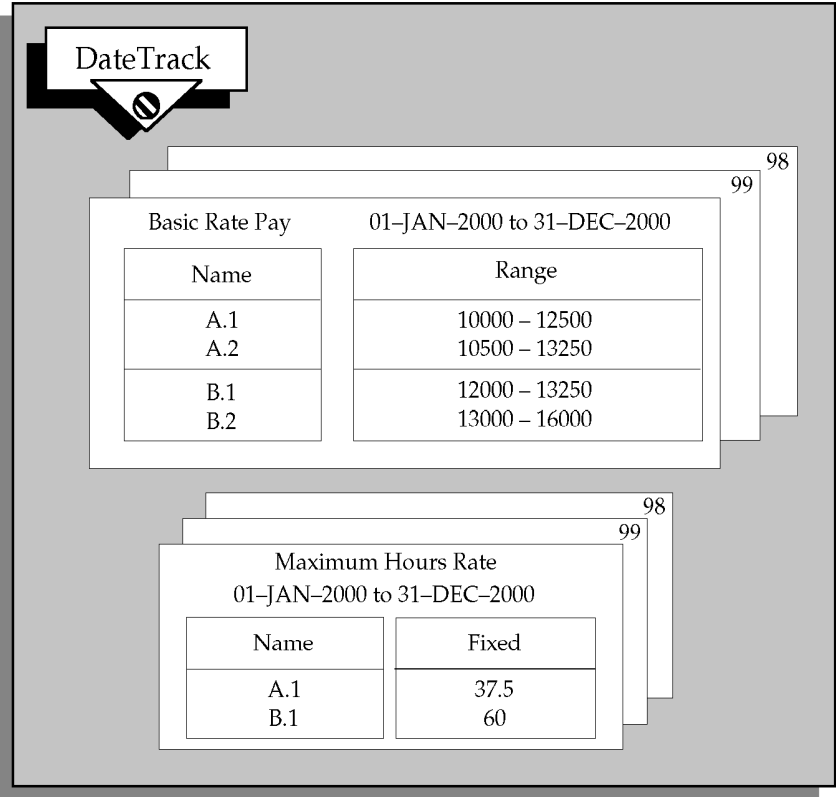 DateTrack
98
99
Basic Rate Pay 01–JAN–2000 to 31–DEC–2000
Name Range
A.1 10000 – 12500
A.2 10500 – 13250
B.1 12000 – 13250
B.2 13000 – 16000
98
99
Maximum Hours Rate
01–JAN–2000 to 31–DEC–2000
Name Fixed
A.1 37.5
B.1 60